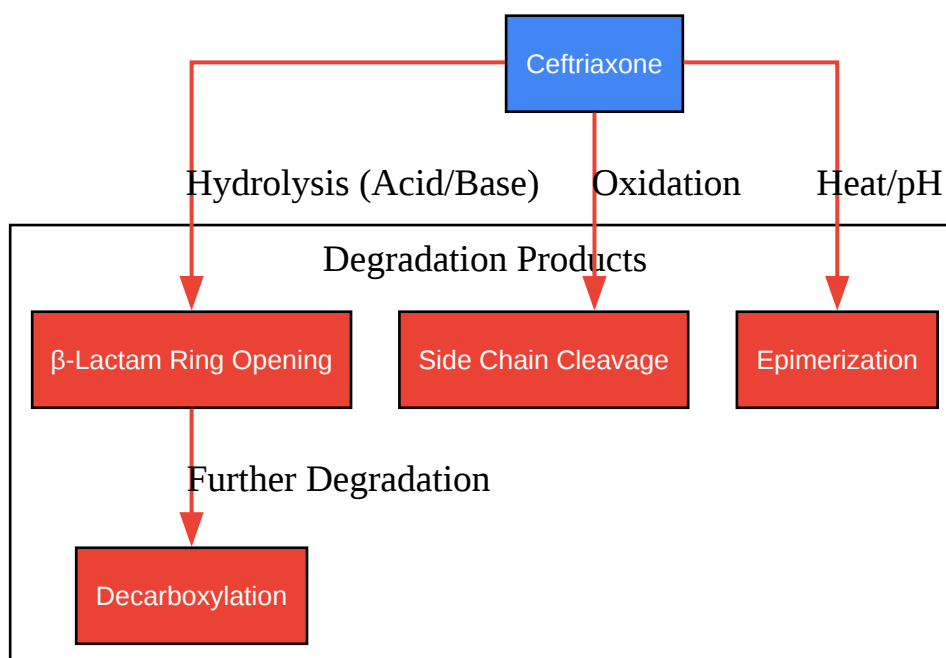 Ceftriaxone
Hydrolysis (Acid/Base)
Oxidation
Heat/pH
Degradation Products
β-Lactam Ring Opening
Side Chain Cleavage
Epimerization
Further Degradation
Decarboxylation